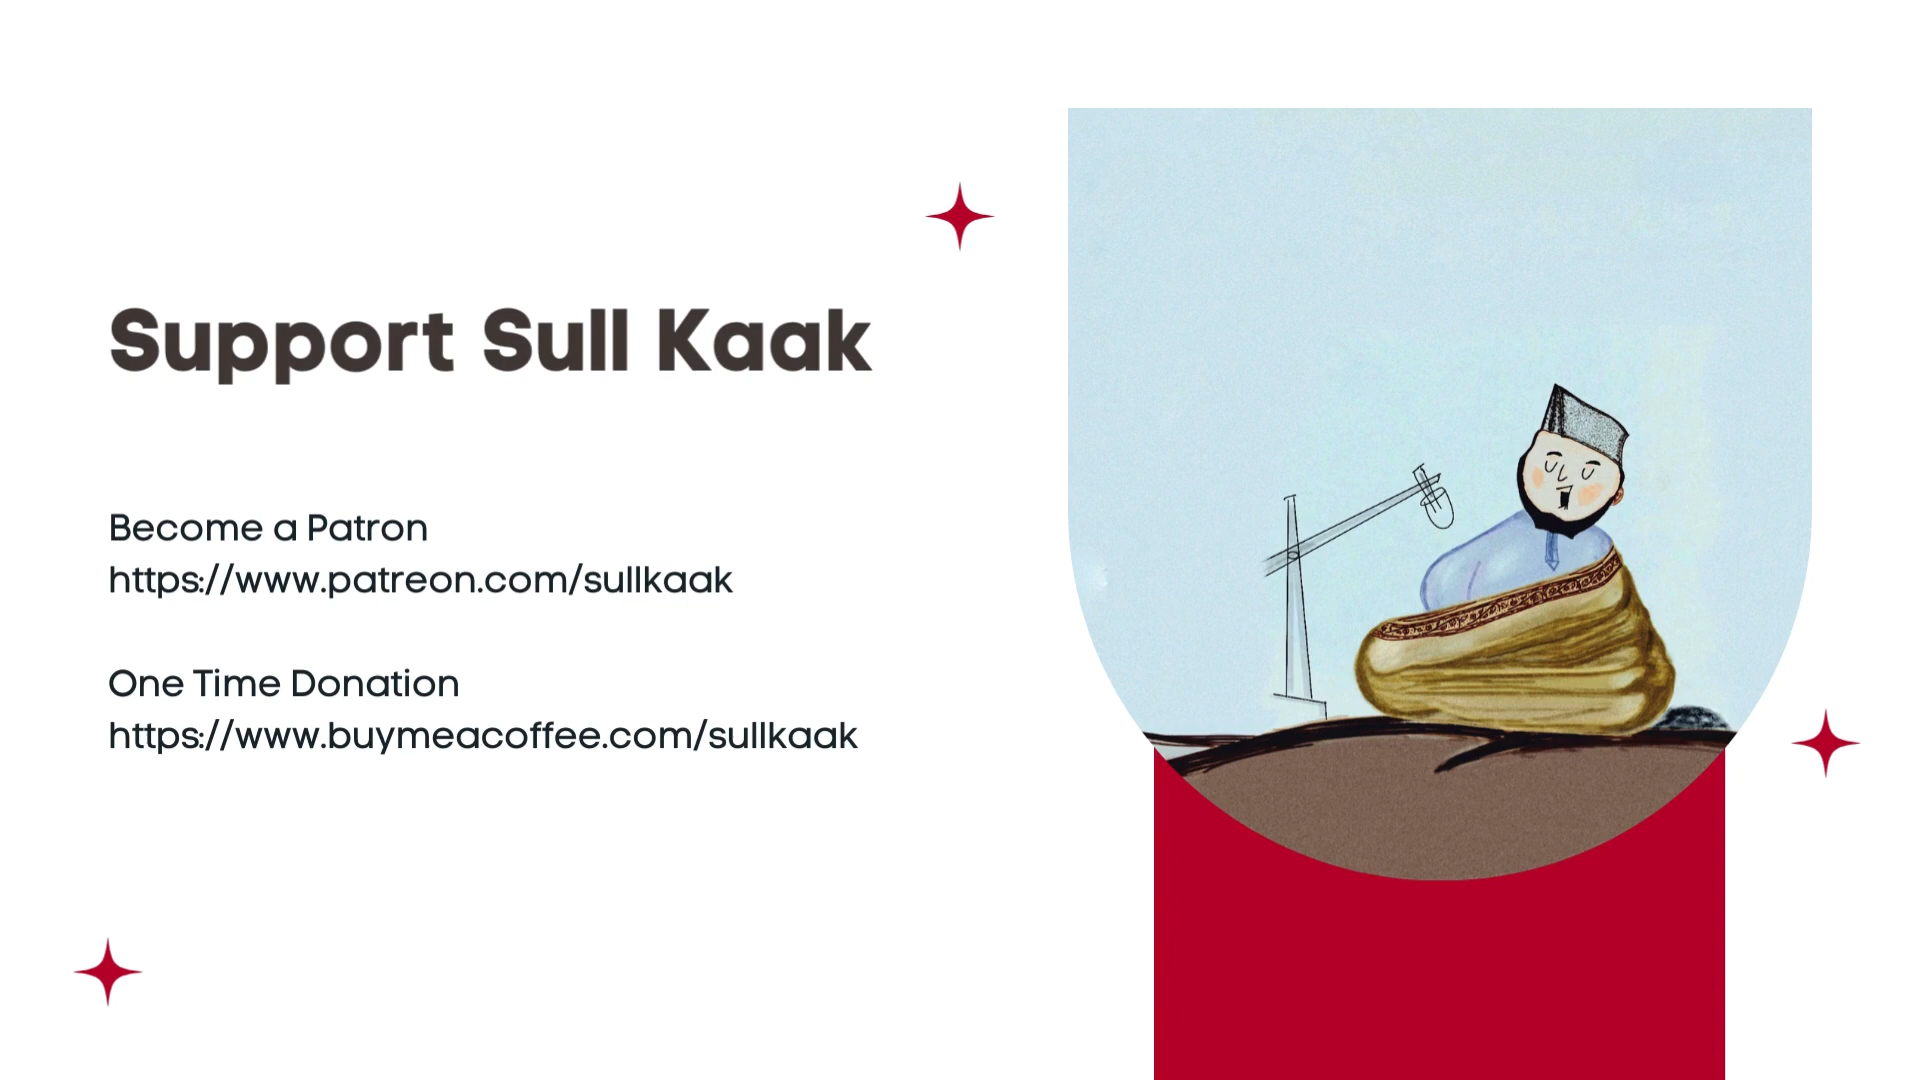 Support Sull Kaak
Become a Patron
https://www.patreon.com/sullkaak
One Time Donation
https://www.buymeacoffee.com/sullkaak